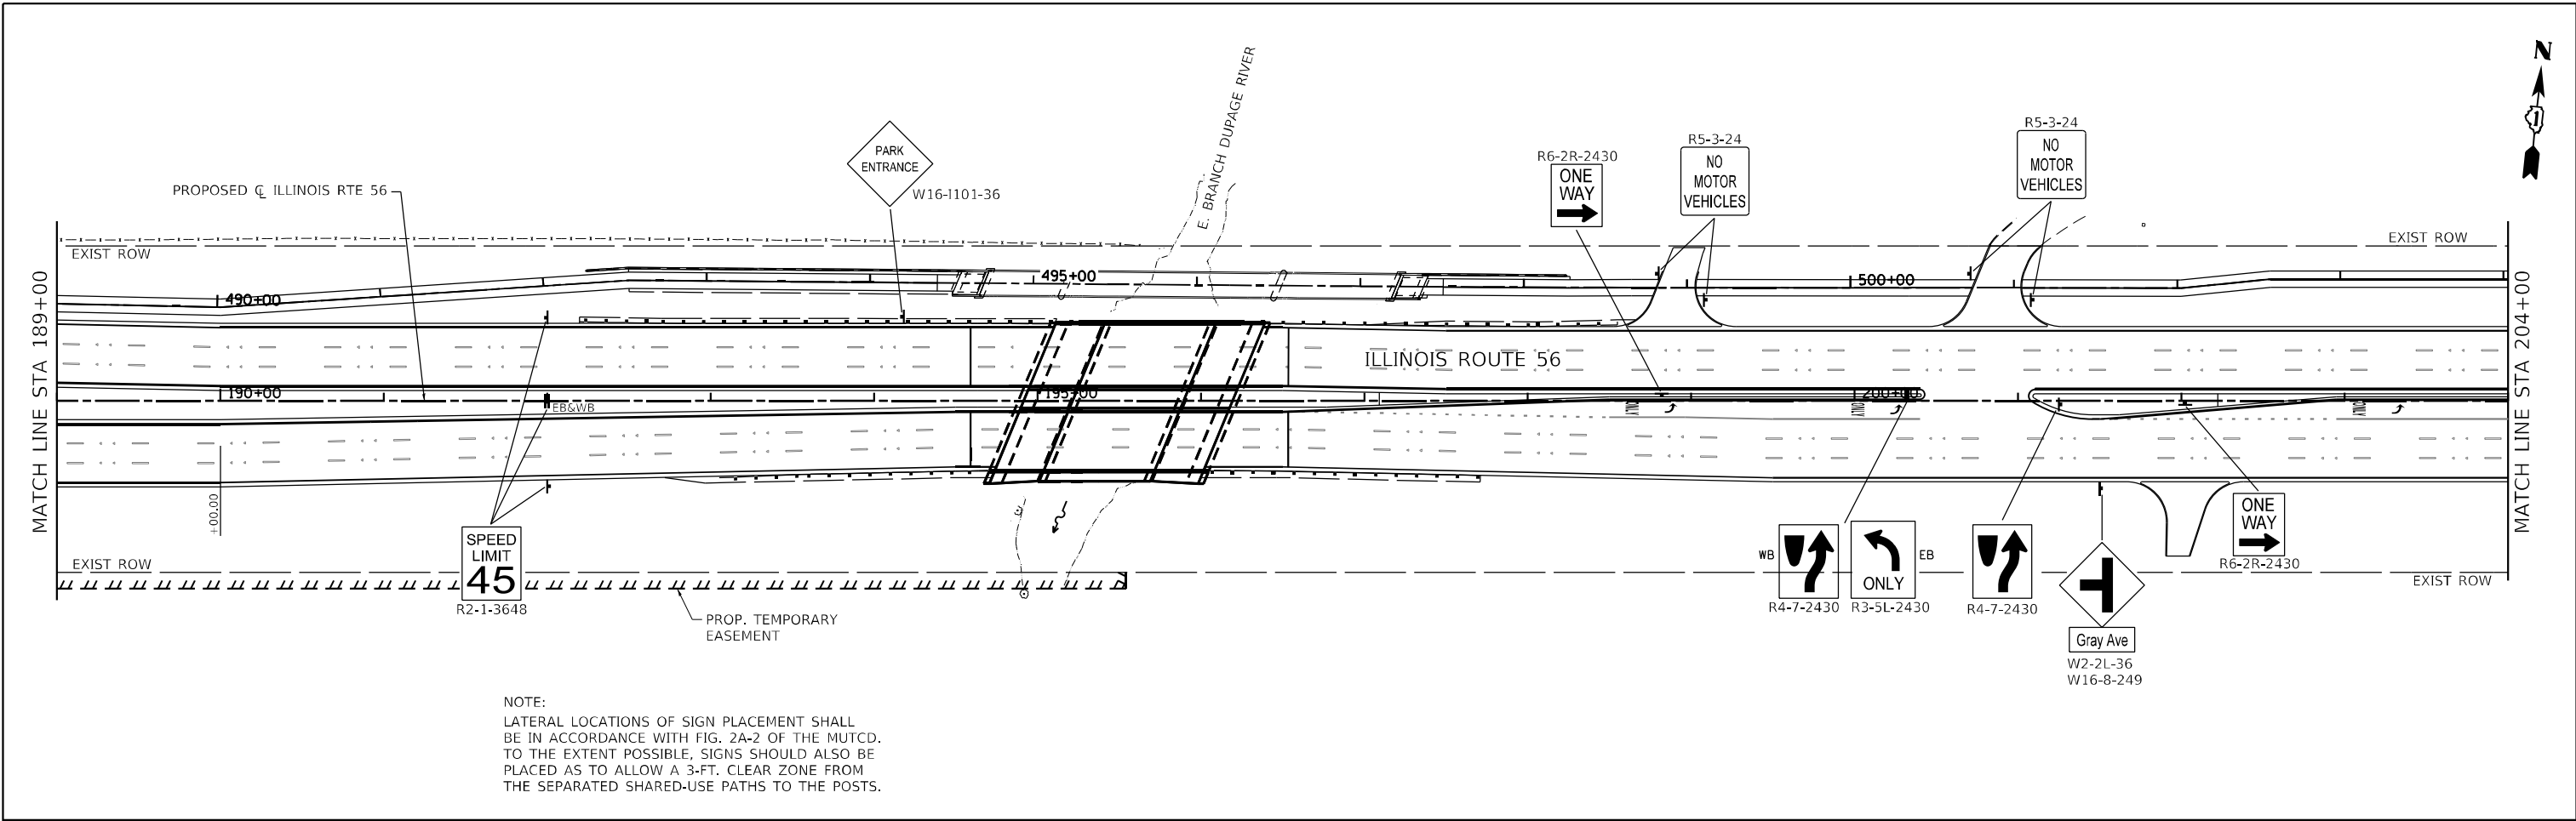 N
1
E. BRANCH DUPAGE RIVER
PARK
ENTRANCE
W16-I101-36
PROPOSED ℄ ILLINOIS RTE 56
R6-2R-2430
ONE
WAY
R5-3-24
NO
MOTOR
VEHICLES
R5-3-24
NO
MOTOR
VEHICLES
EXIST ROW
EXIST ROW
MATCH LINE STA 189+00
490+00
495+00
500+00
MATCH LINE STA 204+00
ILLINOIS ROUTE 56
190+00
195+00
200+00
EB&WB
ONLY
ONLY
ONLY
+00.00
SPEED
LIMIT
45
R2-1-3648
EXIST ROW
PROP. TEMPORARY
EASEMENT
WB
R4-7-2430
ONLY
EB
R3-5L-2430
R4-7-2430
Gray Ave
W2-2L-36
W16-8-249
ONE
WAY
R6-2R-2430
EXIST ROW
NOTE:
LATERAL LOCATIONS OF SIGN PLACEMENT SHALL
BE IN ACCORDANCE WITH FIG. 2A-2 OF THE MUTCD.
TO THE EXTENT POSSIBLE, SIGNS SHOULD ALSO BE
PLACED AS TO ALLOW A 3-FT. CLEAR ZONE FROM
THE SEPARATED SHARED-USE PATHS TO THE POSTS.